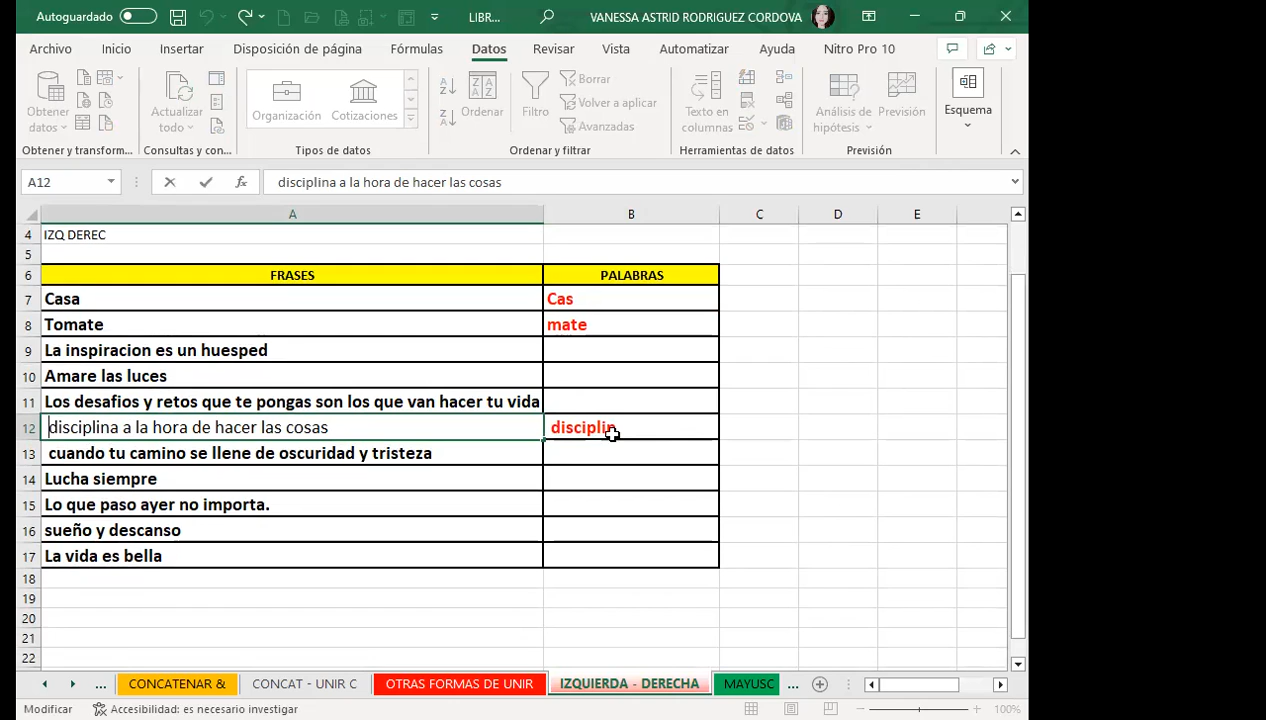 Autoguardado LIBR... VANESSA ASTRID RODRIGUEZ CORDOVA
Archivo Inicio Insertar Disposición de página Fórmulas Datos Revisar Vista Automatizar Ayuda Nitro Pro 10
Obtener datos
Actualizar todo
Organización Cotizaciones
Ordenar
Filtro
Borrar
Volver a aplicar
Avanzadas
Texto en columnas
Análisis de hipótesis
Previsión
Esquema
Obtener y transform... Consultas y con... Tipos de datos Ordenar y filtrar Herramientas de datos Previsión
A12 fx disciplina a la hora de hacer las cosas
A B C D E
4 IZQ DEREC
5
6 FRASES PALABRAS
7 Casa Cas
8 Tomate mate
9 La inspiracion es un huesped
10 Amare las luces
11 Los desafios y retos que te pongas son los que van hacer tu vida
12 disciplina a la hora de hacer las cosas disciplin
13 cuando tu camino se llene de oscuridad y tristeza
14 Lucha siempre
15 Lo que paso ayer no importa.
16 sueño y descanso
17 La vida es bella
18
19
20
21
22
... CONCATENAR & CONCAT - UNIR C OTRAS FORMAS DE UNIR IZQUIERDA - DERECHA MAYUSC ...
Modificar Accesibilidad: es necesario investigar 100%